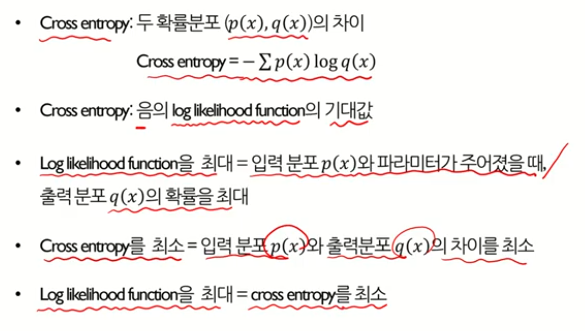 • Cross entropy: 두 확률분포 (p(x), q(x))의 차이
Cross entropy = − ∑ p(x) log q(x)
• Cross entropy: 음의 log likelihood function의 기대값
• Log likelihood function을 최대 = 입력 분포 p(x)와 파라미터가 주어졌을 때,
출력 분포 q(x)의 확률을 최대
• Cross entropy를 최소 = 입력 분포 p(x)와 출력분포 q(x)의 차이를 최소
• Log likelihood function을 최대 = cross entropy를 최소